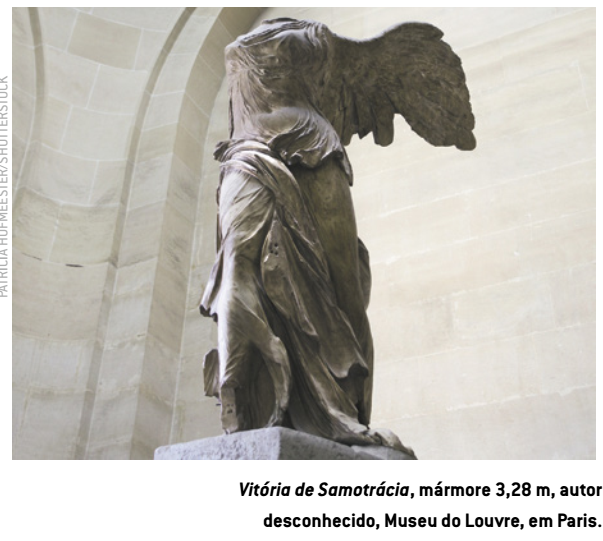 PATRICIA HOFMEESTER/SHUTTERSTOCK
Vitória de Samotrácia, mármore 3,28 m, autor
desconhecido, Museu do Louvre, em Paris.